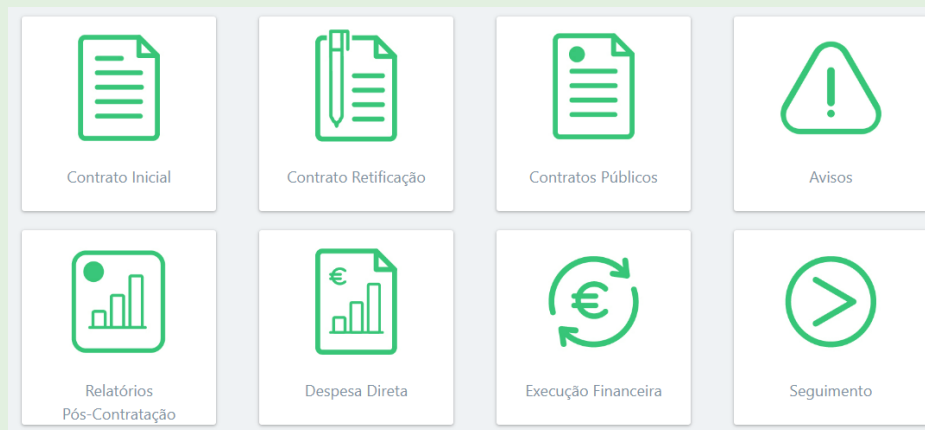 Contrato Inicial
Contrato Retificação
Contratos Públicos
Avisos
€
€
Relatórios
Pós-Contratação
Despesa Direta
Execução Financeira
Seguimento